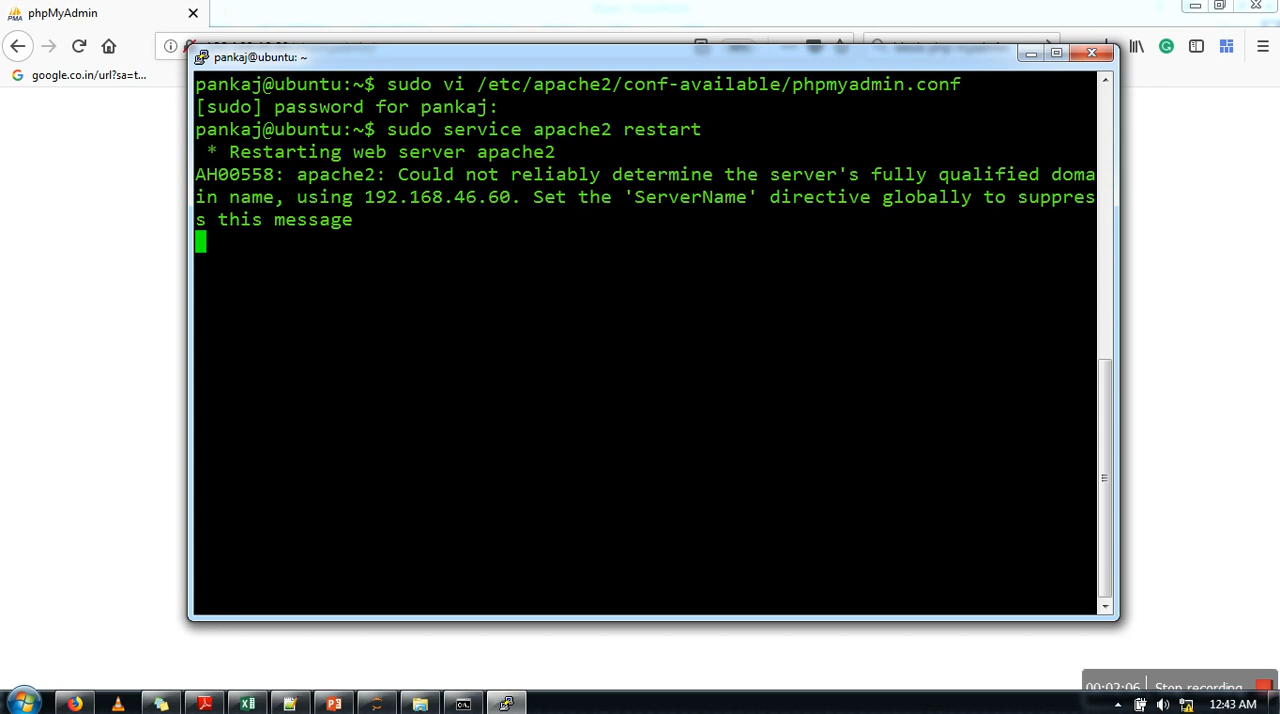 phpMyAdmin
google.co.in/url?sa=t...
pankaj@ubuntu: ~
pankaj@ubuntu:~$ sudo vi /etc/apache2/conf-available/phpmyadmin.conf
[sudo] password for pankaj:
pankaj@ubuntu:~$ sudo service apache2 restart
* Restarting web server apache2
AH00558: apache2: Could not reliably determine the server's fully qualified doma
in name, using 192.168.46.60. Set the 'ServerName' directive globally to suppres
s this message
00:02:06 Stop recording
12:43 AM